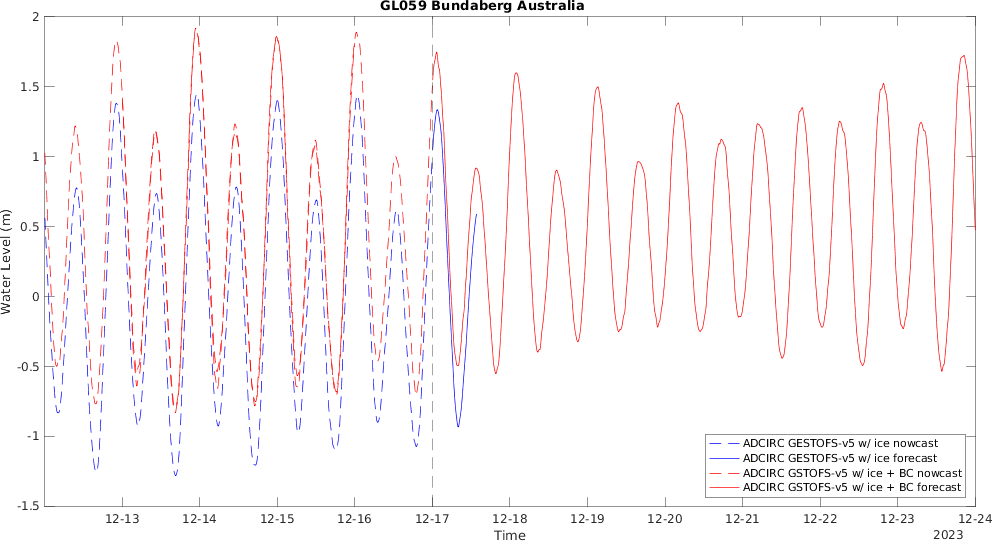 GL059 Bundaberg Australia
2
1.5
1
0.5
0
-0.5
-1
-1.5
Water Level (m)
ADCIRC GESTOFS-v5 w/ ice nowcast
ADCIRC GESTOFS-v5 w/ ice forecast
ADCIRC GSTOFS-v5 w/ ice + BC nowcast
ADCIRC GSTOFS-v5 w/ ice + BC forecast
12-13 12-14 12-15 12-16 12-17 12-18 12-19 12-20 12-21 12-22 12-23 12-24
Time
2023